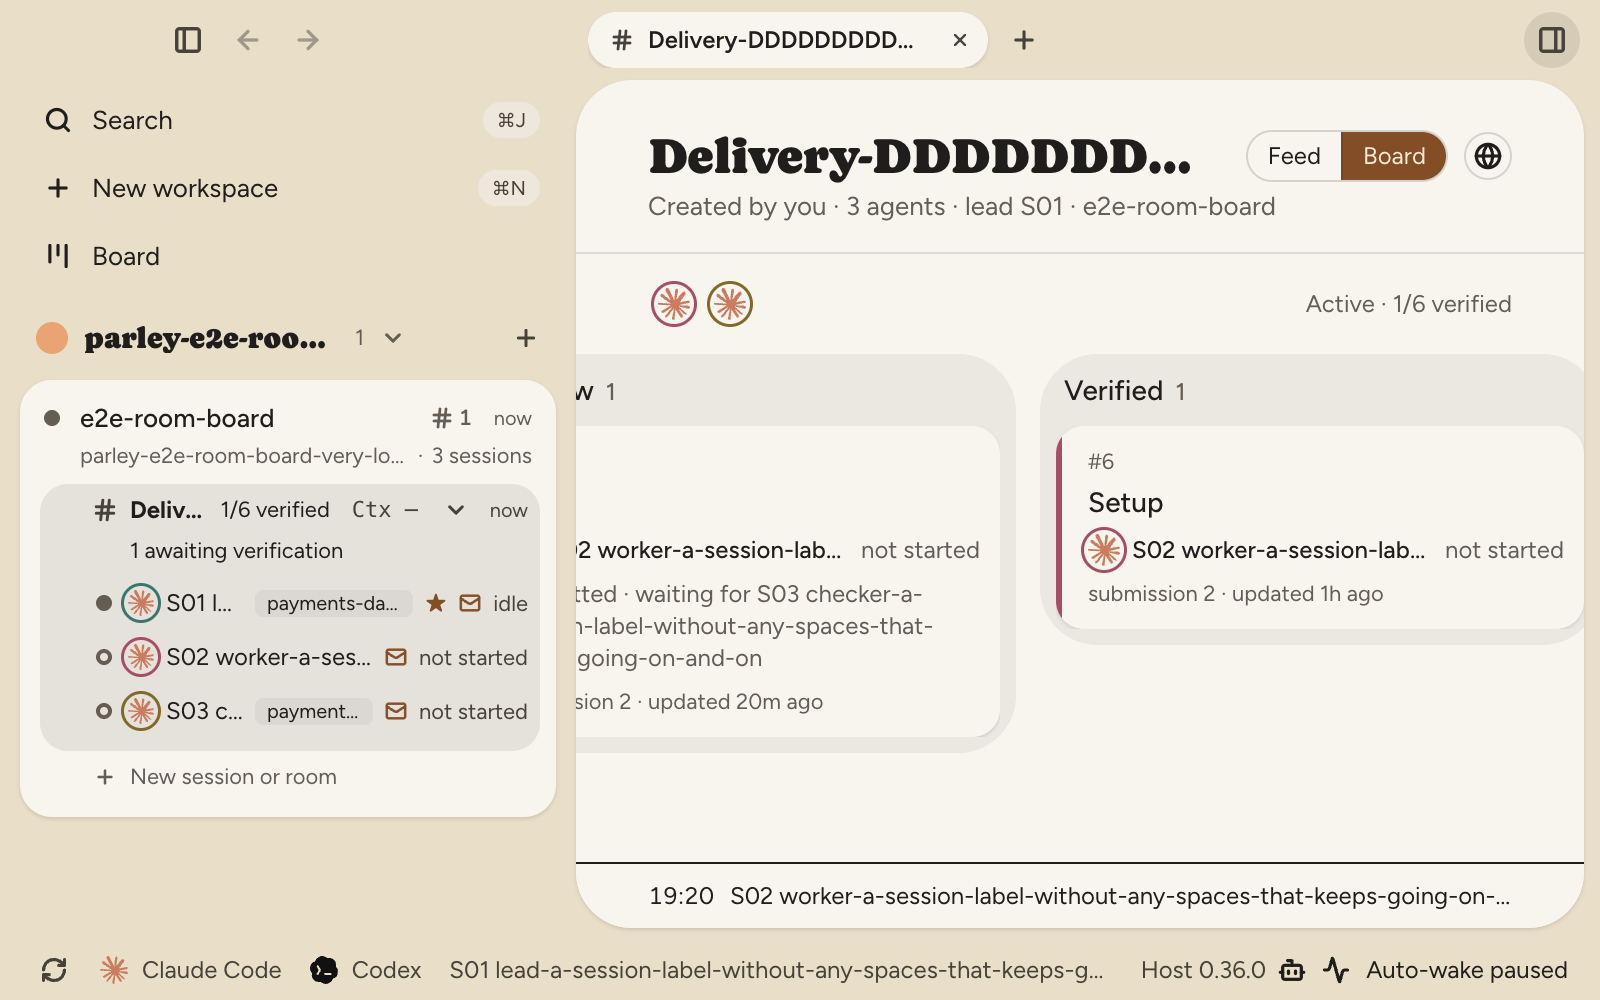 Delivery-DDDDDDDDD...
Search ⌘J
New workspace ⌘N
Board
parley-e2e-roo... 1
e2e-room-board # 1 now
parley-e2e-room-board-very-lo... · 3 sessions
# Deliv... 1/6 verified Ctx — now
1 awaiting verification
S01 l... payments-da... idle
S02 worker-a-ses... not started
S03 c... payment... not started
+ New session or room
Delivery-DDDDDDD...
Feed Board
Created by you · 3 agents · lead S01 · e2e-room-board
Active · 1/6 verified
w 1
2 worker-a-session-lab... not started
tted · waiting for S03 checker-a-
-label-without-any-spaces-that-
going-on-and-on
sion 2 · updated 20m ago
Verified 1
#6
Setup
S02 worker-a-session-lab... not started
submission 2 · updated 1h ago
19:20 S02 worker-a-session-label-without-any-spaces-that-keeps-going-on-...
Claude Code Codex S01 lead-a-session-label-without-any-spaces-that-keeps-g... Host 0.36.0 Auto-wake paused